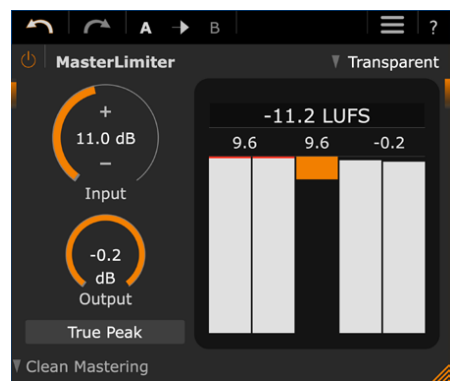 A B ?
MasterLimiter Transparent
-11.2 LUFS
9.6 9.6 -0.2
+
11.0 dB
−
Input
-0.2
dB
Output
True Peak
Clean Mastering